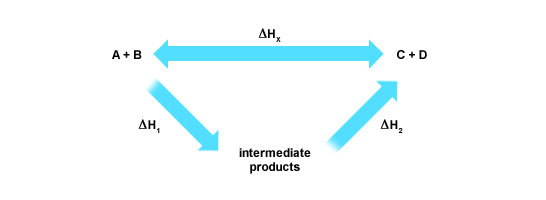 ΔHx
A + B
C + D
ΔH1
ΔH2
intermediate
products